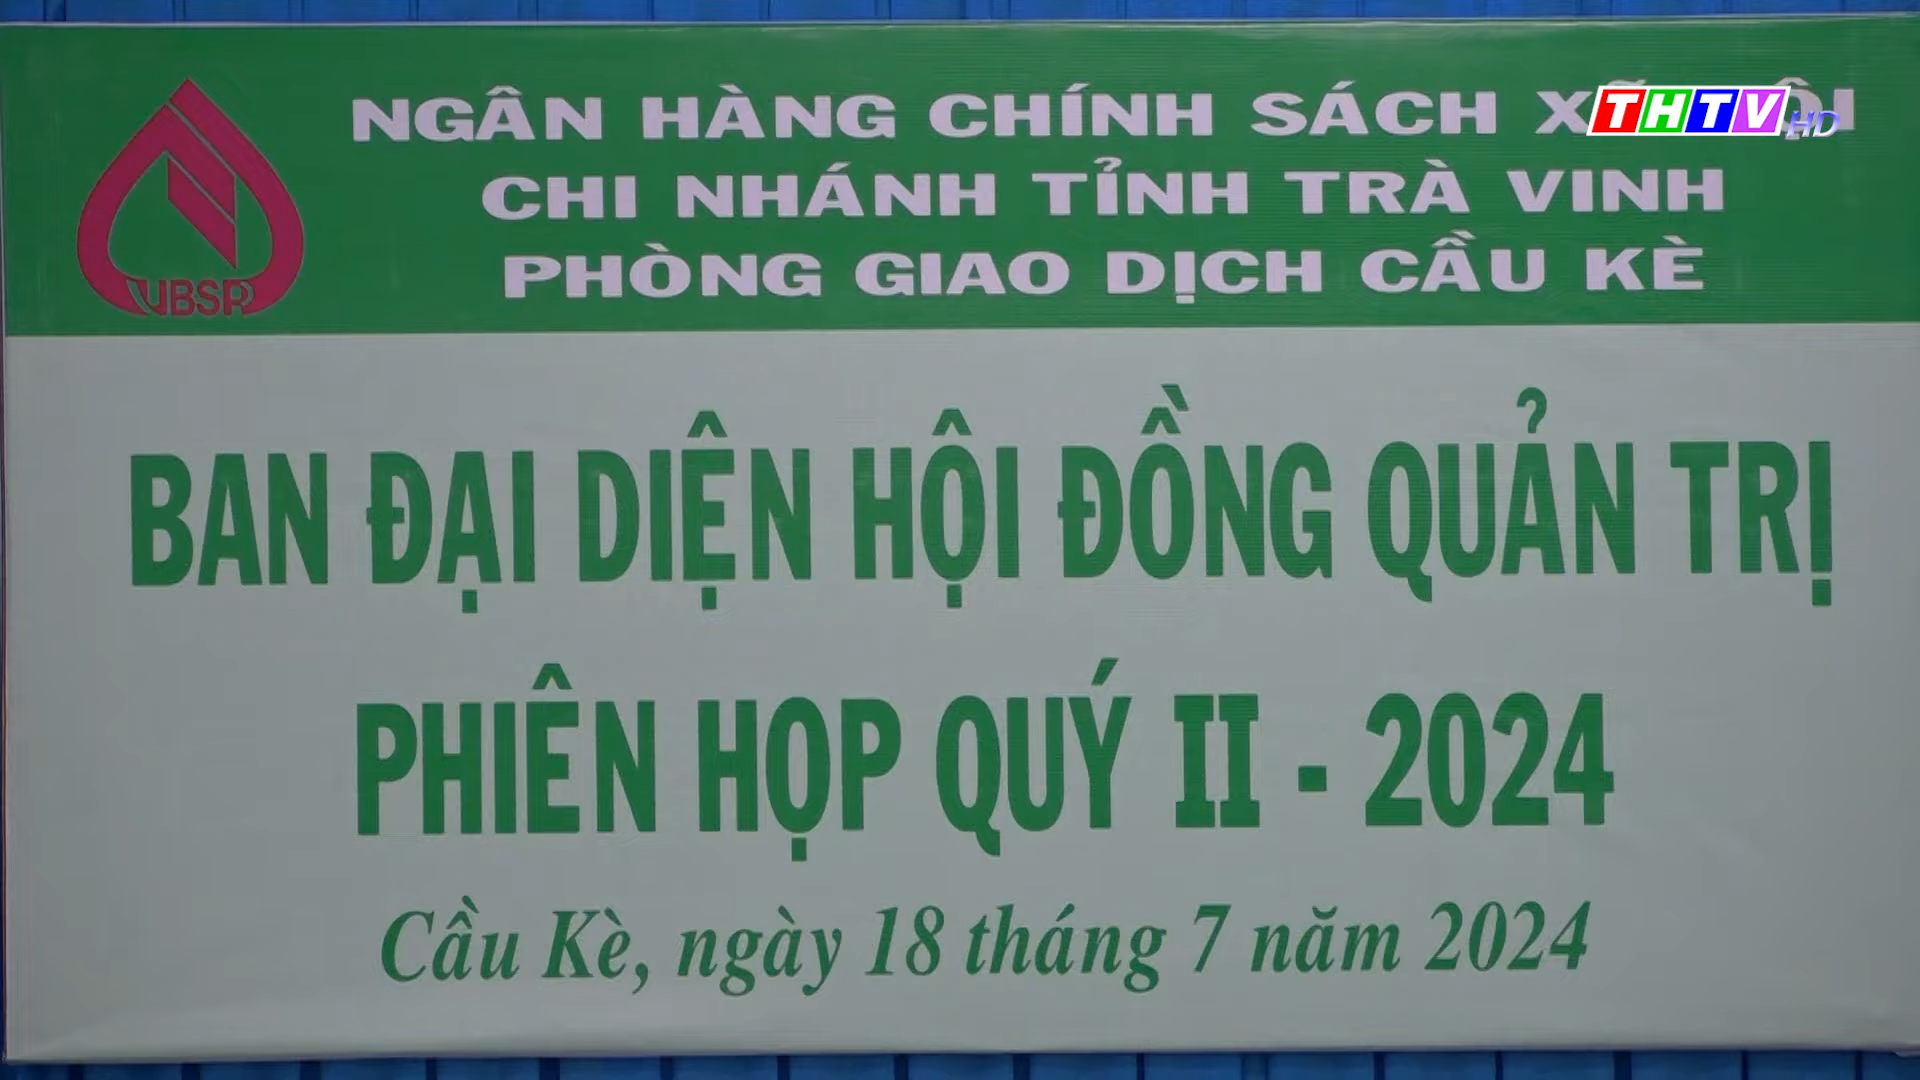 NGÂN HÀNG CHÍNH SÁCH
THTV HD
CHI NHÁNH TỈNH TRÀ VINH
PHÒNG GIAO DỊCH CẦU KÈ
VBSP
BAN ĐẠI DIỆN HỘI ĐỒNG QUẢN TRỊ
PHIÊN HỌP QUÝ II - 2024
Cầu Kè, ngày 18 tháng 7 năm 2024